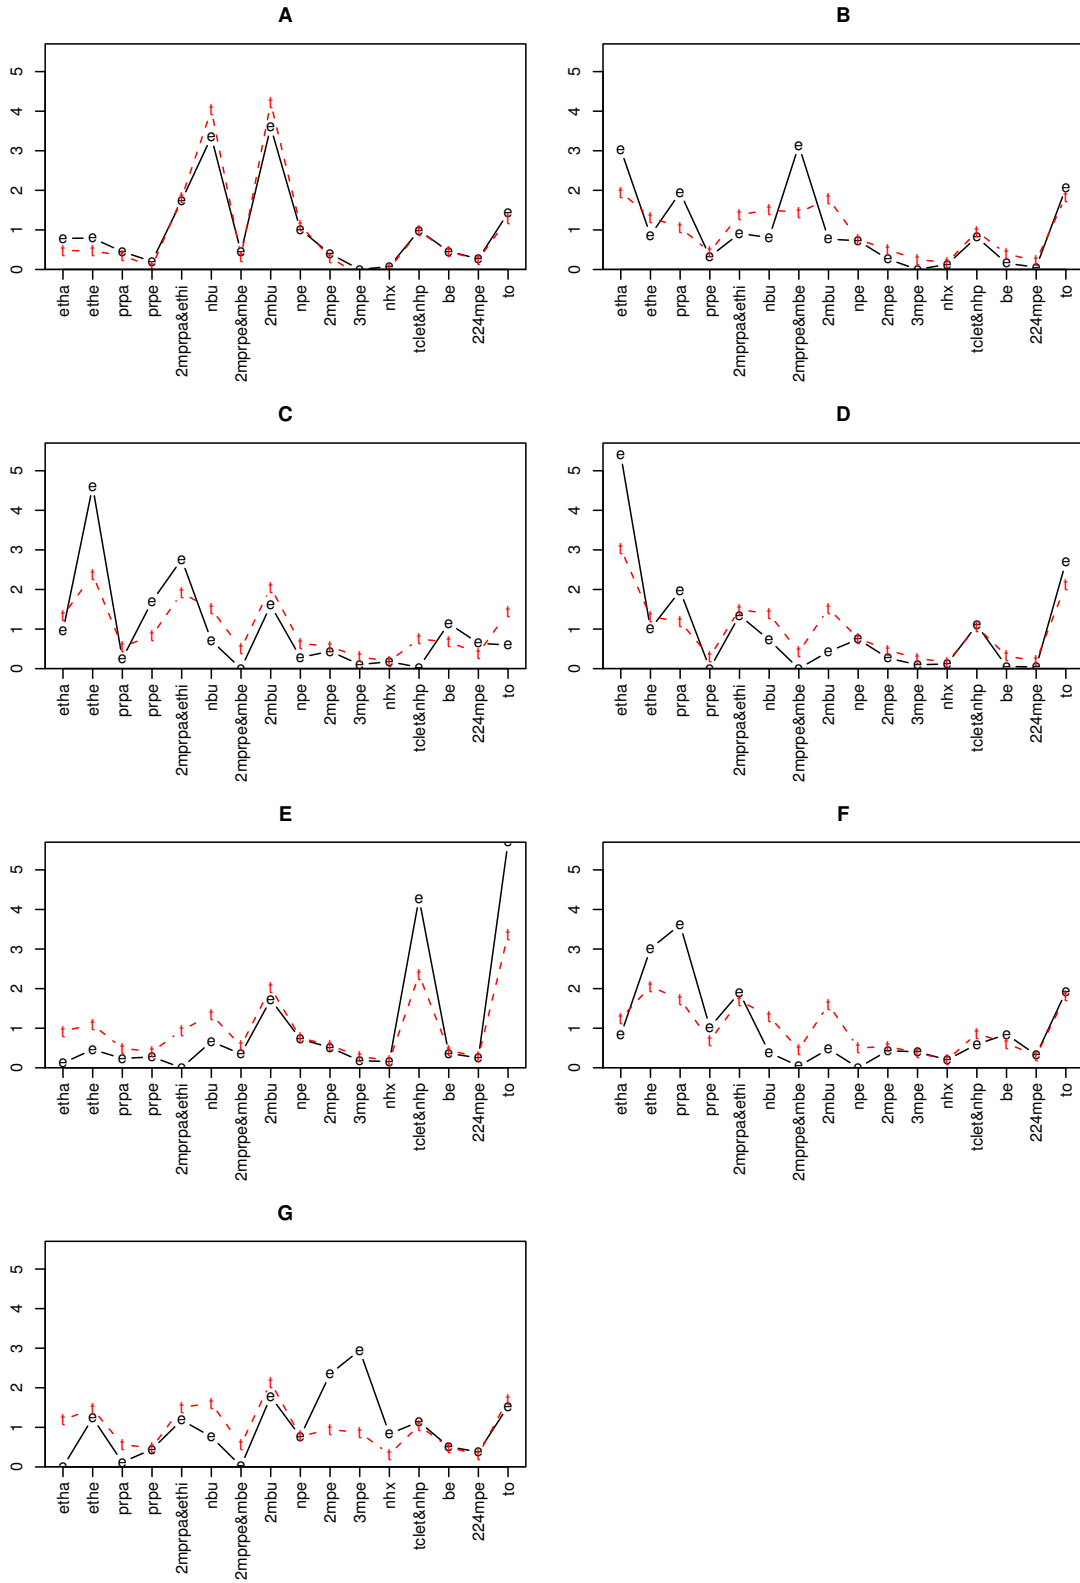 A
5
4
3
2
1
0
etha
ethe
prpa
prpe
2mprpa&ethi
nbu
2mprpe&mbe
2mbu
npe
2mpe
3mpe
nhx
tclet&nhp
be
224mpe
to
B
5
4
3
2
1
0
etha
ethe
prpa
prpe
2mprpa&ethi
nbu
2mprpe&mbe
2mbu
npe
2mpe
3mpe
nhx
tclet&nhp
be
224mpe
to
C
5
4
3
2
1
0
etha
ethe
prpa
prpe
2mprpa&ethi
nbu
2mprpe&mbe
2mbu
npe
2mpe
3mpe
nhx
tclet&nhp
be
224mpe
to
D
5
4
3
2
1
0
etha
ethe
prpa
prpe
2mprpa&ethi
nbu
2mprpe&mbe
2mbu
npe
2mpe
3mpe
nhx
tclet&nhp
be
224mpe
to
E
5
4
3
2
1
0
etha
ethe
prpa
prpe
2mprpa&ethi
nbu
2mprpe&mbe
2mbu
npe
2mpe
3mpe
nhx
tclet&nhp
be
224mpe
to
F
5
4
3
2
1
0
etha
ethe
prpa
prpe
2mprpa&ethi
nbu
2mprpe&mbe
2mbu
npe
2mpe
3mpe
nhx
tclet&nhp
be
224mpe
to
G
5
4
3
2
1
0
etha
ethe
prpa
prpe
2mprpa&ethi
nbu
2mprpe&mbe
2mbu
npe
2mpe
3mpe
nhx
tclet&nhp
be
224mpe
to